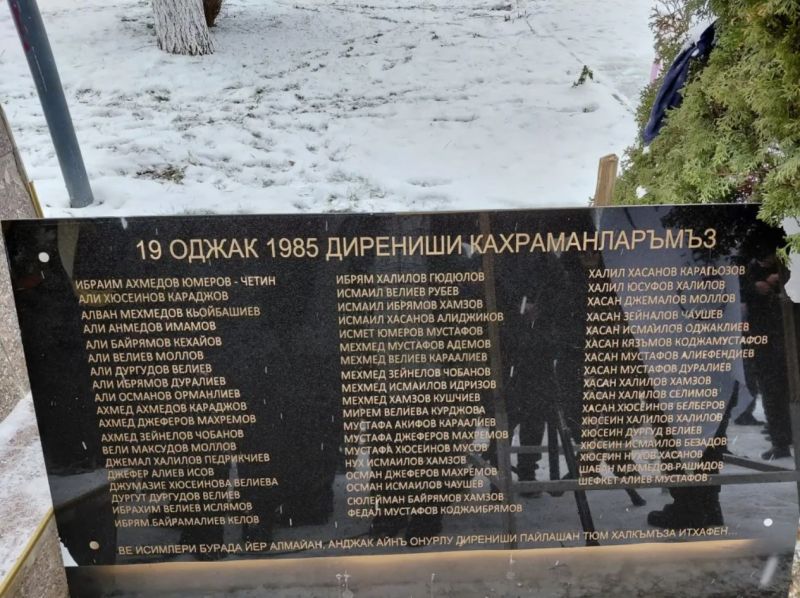 19 ОДЖАК 1985 ДИРЕНИШИ КАХРАМАНЛАРЪМЪЗ
ИБРАИМ АХМЕДОВ ЮМЕРОВ - ЧЕТИН
АЛИ ХЮСЕИНОВ КАРАДЖОВ
АЛВАН МЕХМЕДОВ КЬОЙБАШИЕВ
АЛИ АНМЕДОВ ИМАМОВ
АЛИ БАЙРЯМОВ КЕХАЙОВ
АЛИ ВЕЛИЕВ МОЛЛОВ
АЛИ ДУРГУДОВ ВЕЛИЕВ
АЛИ ИБРЯМОВ ДУРАЛИЕВ
АЛИ ОСМАНОВ ОРМАНЛИЕВ
АХМЕД АХМЕДОВ КАРАДЖОВ
АХМЕД ДЖЕФЕРОВ МАХРЕМОВ
АХМЕД ЗЕЙНЕЛОВ ЧОБАНОВ
ВЕЛИ МАКСУДОВ МОЛЛОВ
ДЖЕМАЛ ХАЛИЛОВ ПЕДРИКЧИЕВ
ДЖЕФЕР АЛИЕВ ИСОВ
ДЖУМАЗИЕ ХЮСЕИНОВА ВЕЛИЕВА
ДУРГУТ ДУРГУДОВ ВЕЛИЕВ
ИБРАХИМ ВЕЛИЕВ ИСЛЯМОВ
ИБРЯМ БАЙРАМАЛИЕВ КЕЛОВ
ИБРЯМ ХАЛИЛОВ ГЮДЮЛОВ
ИСМАИЛ ВЕЛИЕВ РУБЕВ
ИСМАИЛ ИБРЯМОВ ХАМЗОВ
ИСМАИЛ ХАСАНОВ АЛИДЖИКОВ
ИСМЕТ ЮМЕРОВ МУСТАФОВ
МЕХМЕД МУСТАФОВ АДЕМОВ
МЕХМЕД ВЕЛИЕВ КАРААЛИЕВ
МЕХМЕД ЗЕЙНЕЛОВ ЧОБАНОВ
МЕХМЕД ИСМАИЛОВ ИДРИЗОВ
МЕХМЕД ХАМЗОВ КУШЧИЕВ
МИРЕМ ВЕЛИЕВА КУРДЖОВА
МУСТАФА АКИФОВ КАРААЛИЕВ
МУСТАФА ДЖЕФЕРОВ МАХРЕМОВ
МУСТАФА ХЮСЕИНОВ МУСОВ
НУХ ИСМАИЛОВ ХАМЗОВ
ОСМАН ДЖЕФЕРОВ МАХРЕМОВ
ОСМАН ИСМАИЛОВ ЧАУШЕВ
СЮЛЕЙМАН БАЙРЯМОВ ХАМЗОВ
ФЕДАЛ МУСТАФОВ КОДЖАИБРЯМОВ
ХАЛИЛ ХАСАНОВ КАРАГЬОЗОВ
ХАЛИЛ ЮСУФОВ ХАЛИЛОВ
ХАСАН ДЖЕМАЛОВ МОЛЛОВ
ХАСАН ЗЕЙНАЛОВ ЧАУШЕВ
ХАСАН ИСМАИЛОВ ОДЖАКЛИЕВ
ХАСАН КЯЗЪМОВ КОДЖАМУСТАФОВ
ХАСАН МУСТАФОВ АЛИЕФЕНДИЕВ
ХАСАН МУСТАФОВ ДУРАЛИЕВ
ХАСАН ХАЛИЛОВ ХАМЗОВ
ХАСАН ХАЛИЛОВ СЕЛИМОВ
ХАСАН ХЮСЕИНОВ БЕЛБЕРОВ
ХЮСЕИН ХАЛИЛОВ ХАЛИЛОВ
ХЮСЕИН ДУРГУД ВЕЛИЕВ
ХЮСЕИН ИСМАИЛОВ БЕЗАДОВ
ХЮСЕИН НУХОВ ХАСАНОВ
ШАБАН МЕХМЕДОВ РАШИДОВ
ШЕФКЕТ АЛИЕВ МУСТАФОВ
ВЕ ИСИМЛЕРИ БУРАДА ЙЕР АЛМАЙАН, АНДЖАК АЙНЪ ОНУРЛУ ДИРЕНИШИ ПАЙЛАШАН ТЮМ ХАЛКЪМЪЗА ИТХАФЕН...